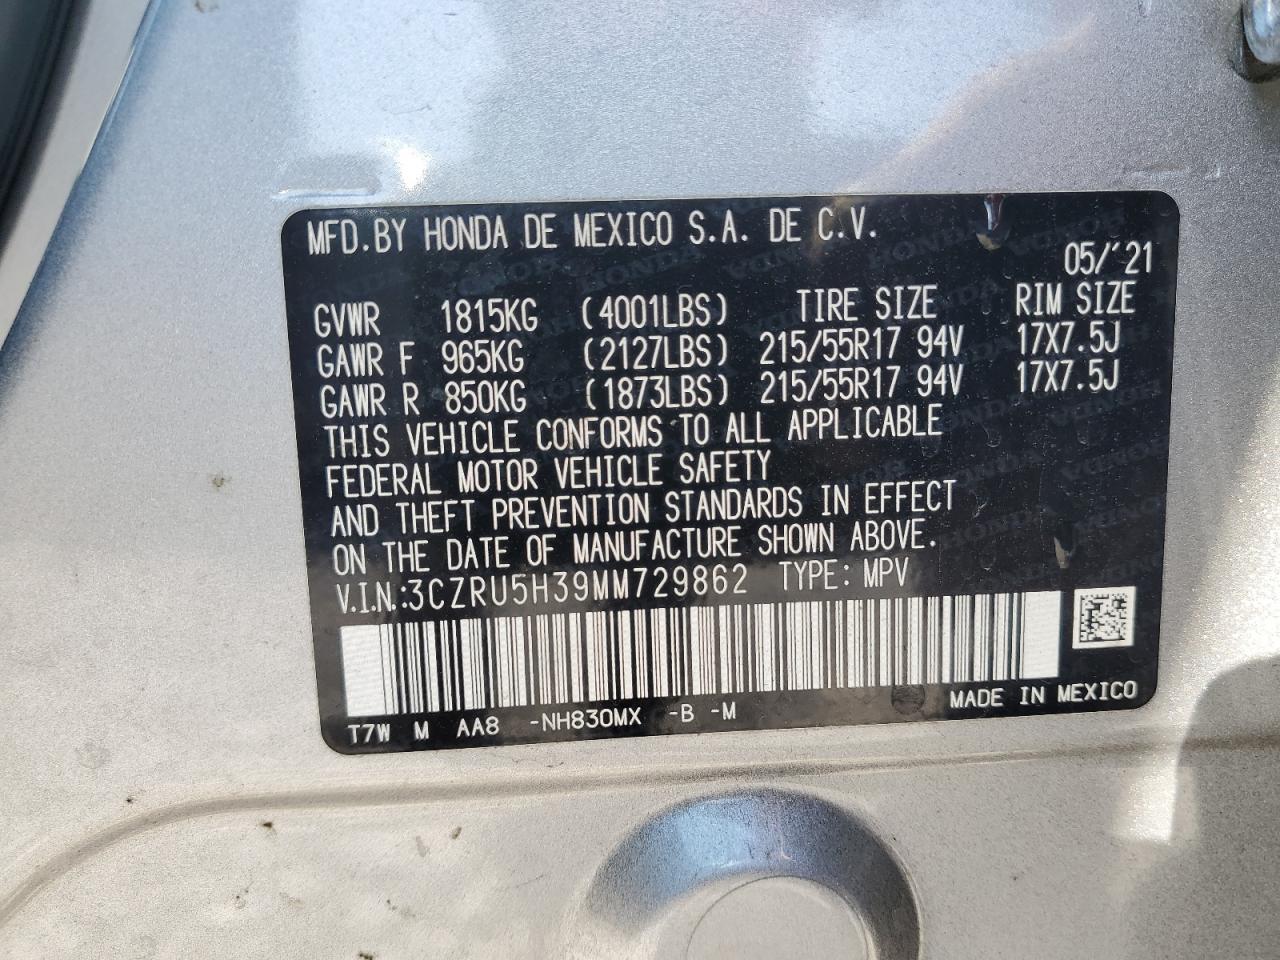 MFD.BY HONDA DE MEXICO S.A. DE C.V.
05/'21
GVWR 1815KG (4001LBS) TIRE SIZE RIM SIZE
GAWR F 965KG (2127LBS) 215/55R17 94V 17X7.5J
GAWR R 850KG (1873LBS) 215/55R17 94V 17X7.5J
THIS VEHICLE CONFORMS TO ALL APPLICABLE
FEDERAL MOTOR VEHICLE SAFETY
AND THEFT PREVENTION STANDARDS IN EFFECT
ON THE DATE OF MANUFACTURE SHOWN ABOVE.
V.I.N.:3CZRU5H39MM729862 TYPE: MPV
MADE IN MEXICO
T7W M AA8 -NH830MX -B -M